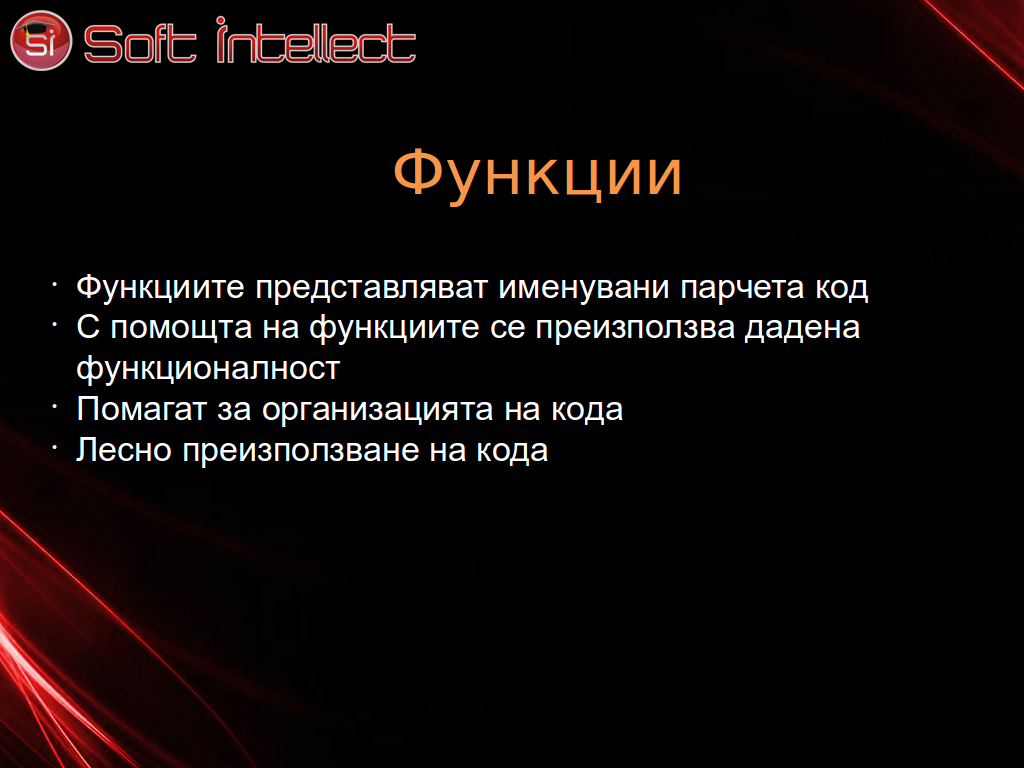 Si Soft Intellect
Функции
· Функциите представляват именувани парчета код
· С помощта на функциите се преизползва дадена
функционалност
· Помагат за организацията на кода
· Лесно преизползване на кода